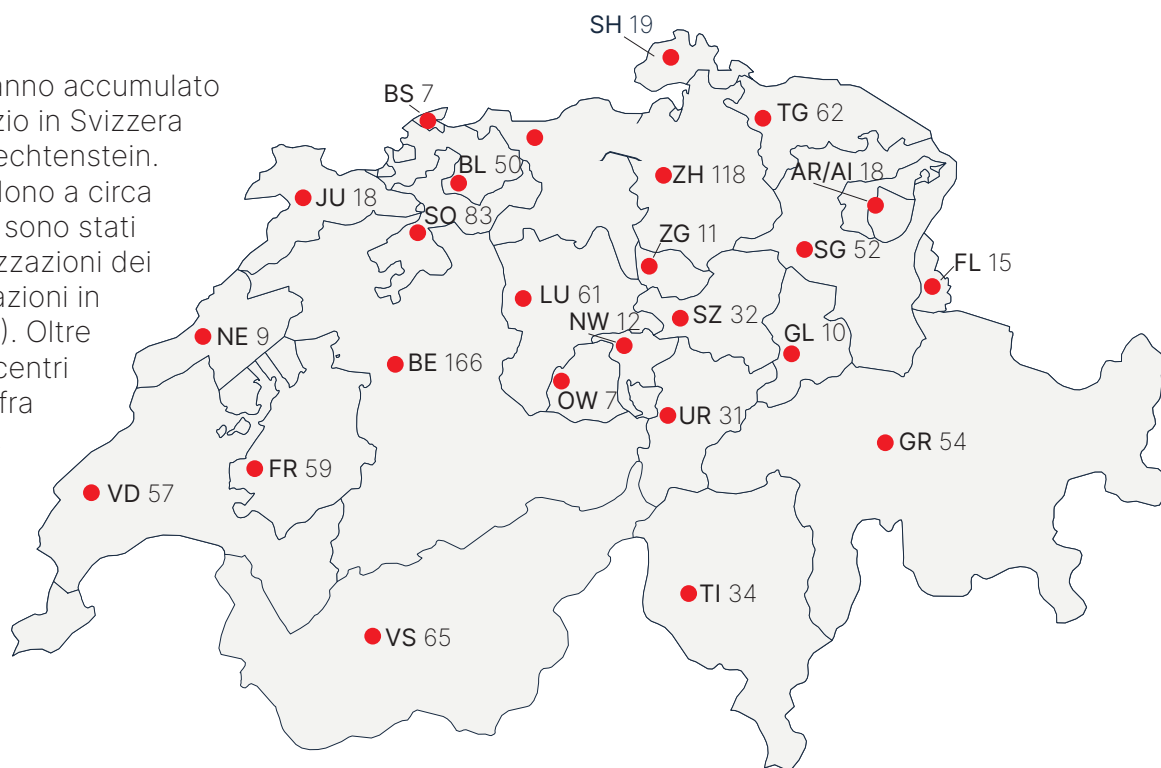 anno accumulato
zio in Svizzera
echtenstein.
dono a circa
sono stati
zzazioni dei
azioni in
). Oltre
centri
fra
SH 19
BS 7
TG 62
BL 50
ZH 118
AR/AI 18
JU 18
SO 83
ZG 11
SG 52
FL 15
LU 61
NW 12
SZ 32
GL 10
NE 9
BE 166
OW 7
UR 31
GR 54
FR 59
VD 57
TI 34
VS 65